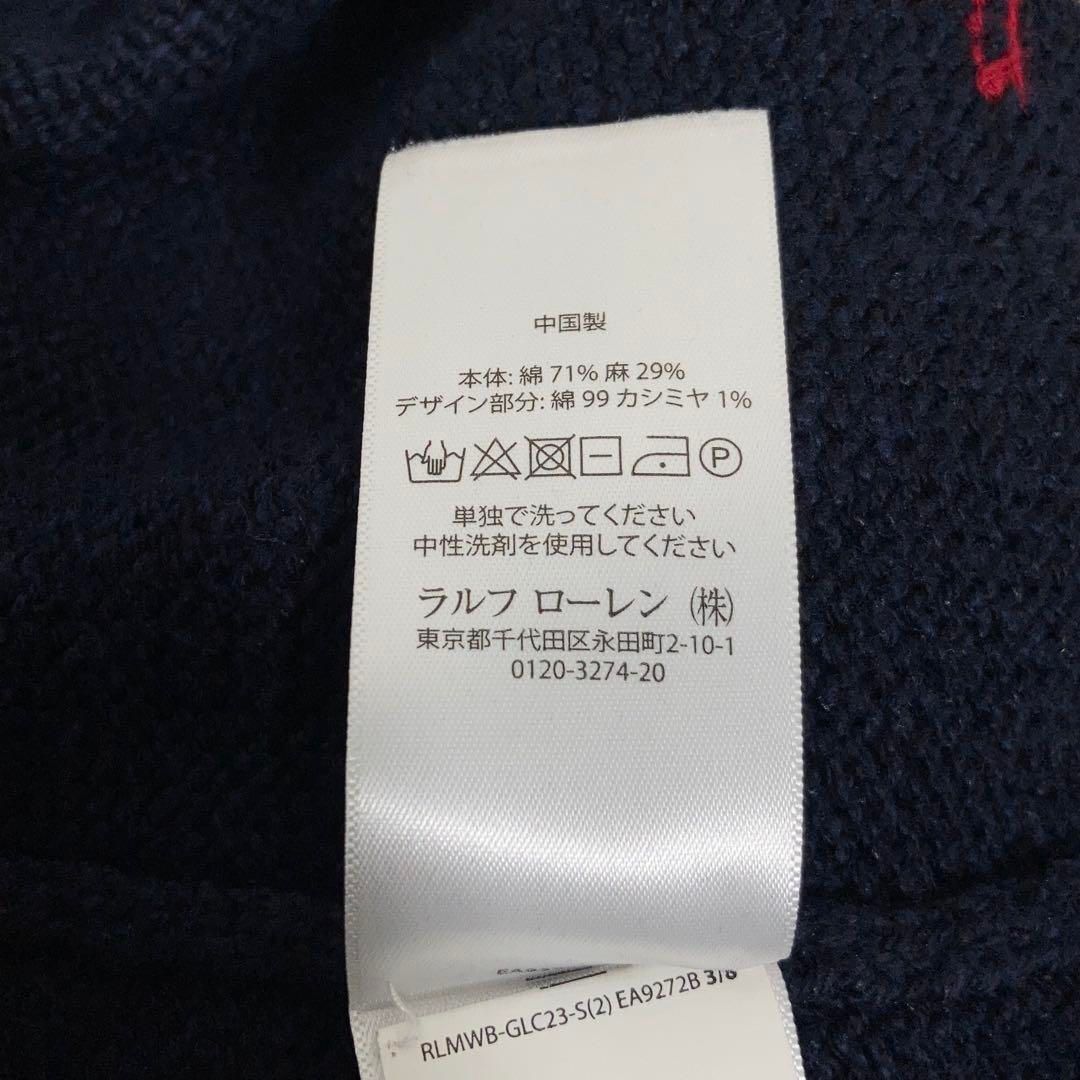 中国製
本体: 綿 71% 麻 29%
デザイン部分: 綿 99 カシミヤ 1%
P
単独で洗ってください
中性洗剤を使用してください
ラルフ ローレン ㈱
東京都千代田区永田町2-10-1
0120-3274-20
RLMWB-GLC23-S(2) EA9272B 3/8